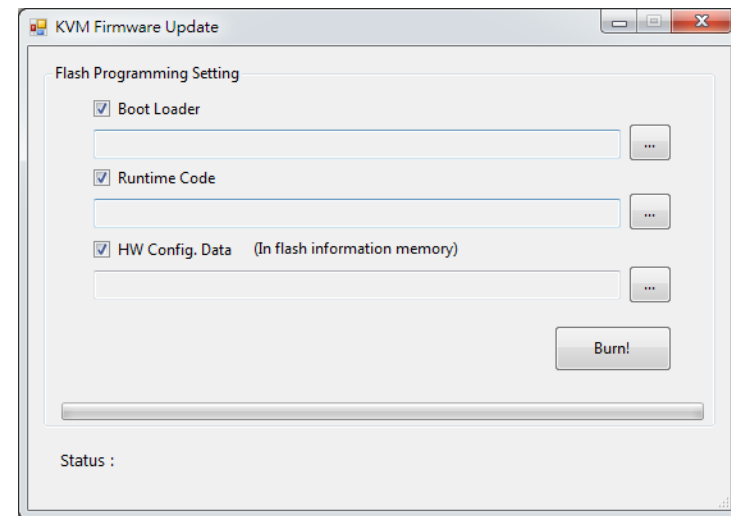 KVM Firmware Update
Flash Programming Setting
Boot Loader
...
Runtime Code
...
HW Config. Data (In flash information memory)
...
Burn!
Status :